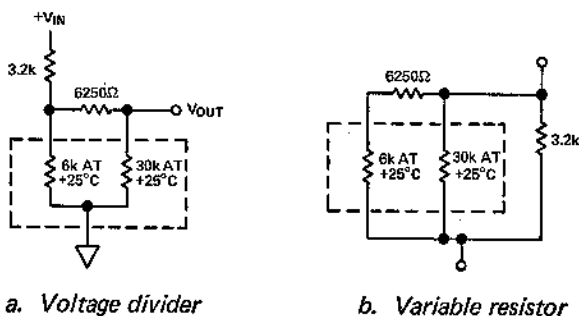 +VIN
3.2k
6250Ω
VOUT
6k AT
+25°C
30k AT
+25°C
a. Voltage divider
6250Ω
6k AT
+25°C
30k AT
+25°C
3.2k
b. Variable resistor